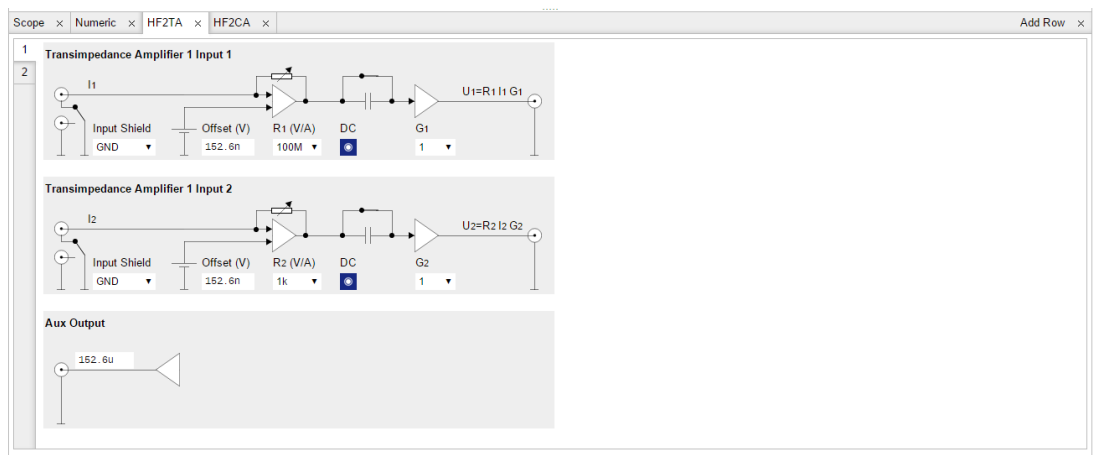 Scope × Numeric × HF2TA × HF2CA × Add Row ×
1
2
Transimpedance Amplifier 1 Input 1
I1
U1=R1 I1 G1
Input Shield Offset (V) R1 (V/A) DC G1
GND 152.6n 100M 1
Transimpedance Amplifier 1 Input 2
I2
U2=R2 I2 G2
Input Shield Offset (V) R2 (V/A) DC G2
GND 152.6n 1k 1
Aux Output
152.6u